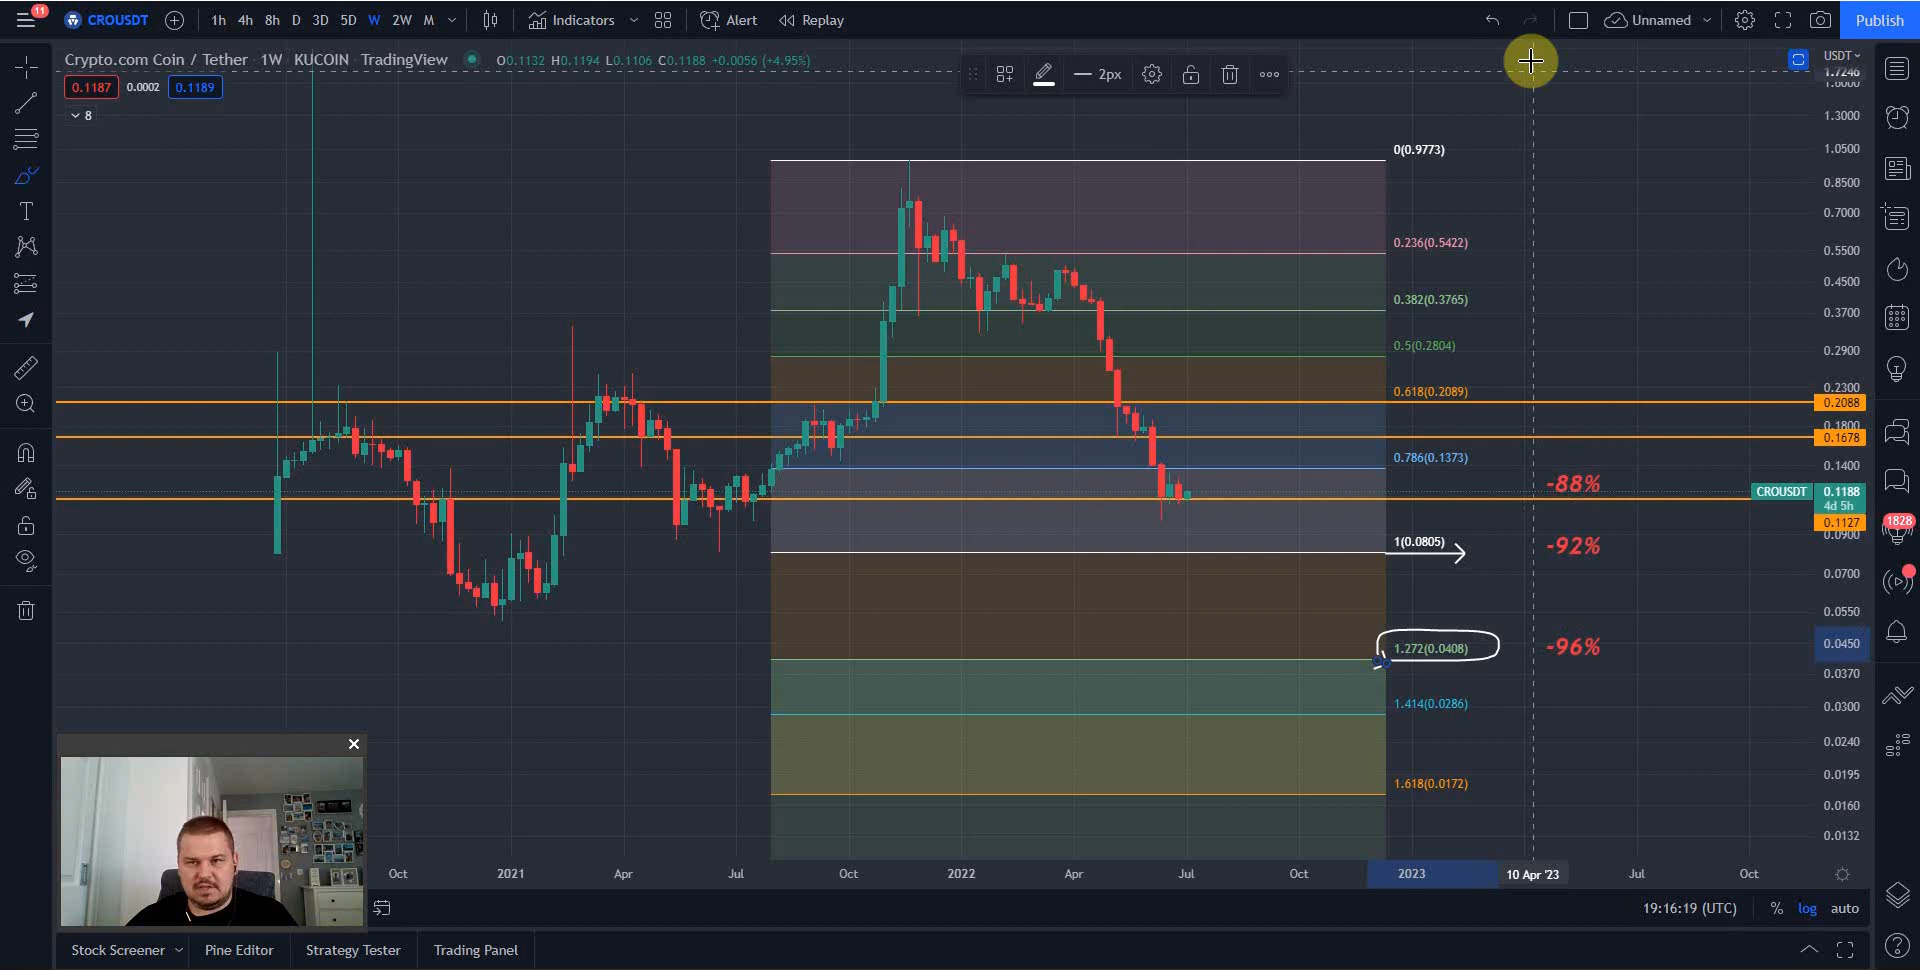 11
CROUSDT
1h 4h 8h D 3D 5D W 2W M
Indicators
Alert
Replay
Unnamed
Publish
Crypto.com Coin / Tether 1W KUCOIN TradingView O0.1132 H0.1194 L0.1106 C0.1188 +0.0056 (+4.95%)
0.1187 0.0002 0.1189
8
2px
USDT
1.7246
1.3000
1.0500
0.8500
0.7000
0.5500
0.4500
0.3700
0.2900
0.2300
0.2088
0.1800
0.1678
0.1400
CROUSDT 0.1188
4d 5h
0.1127
0.0900
0.0700
0.0550
0.0450
0.0370
0.0300
0.0240
0.0195
0.0160
0.0132
0(0.9773)
0.236(0.5422)
0.382(0.3765)
0.5(0.2804)
0.618(0.2089)
0.786(0.1373)
-88%
1(0.0805)
-92%
1.272(0.0408)
-96%
1.414(0.0286)
1.618(0.0172)
1828
Oct 2021 Apr Jul Oct 2022 Apr Jul Oct 2023 10 Apr '23 Jul Oct
19:16:19 (UTC) % log auto
Stock Screener Pine Editor Strategy Tester Trading Panel